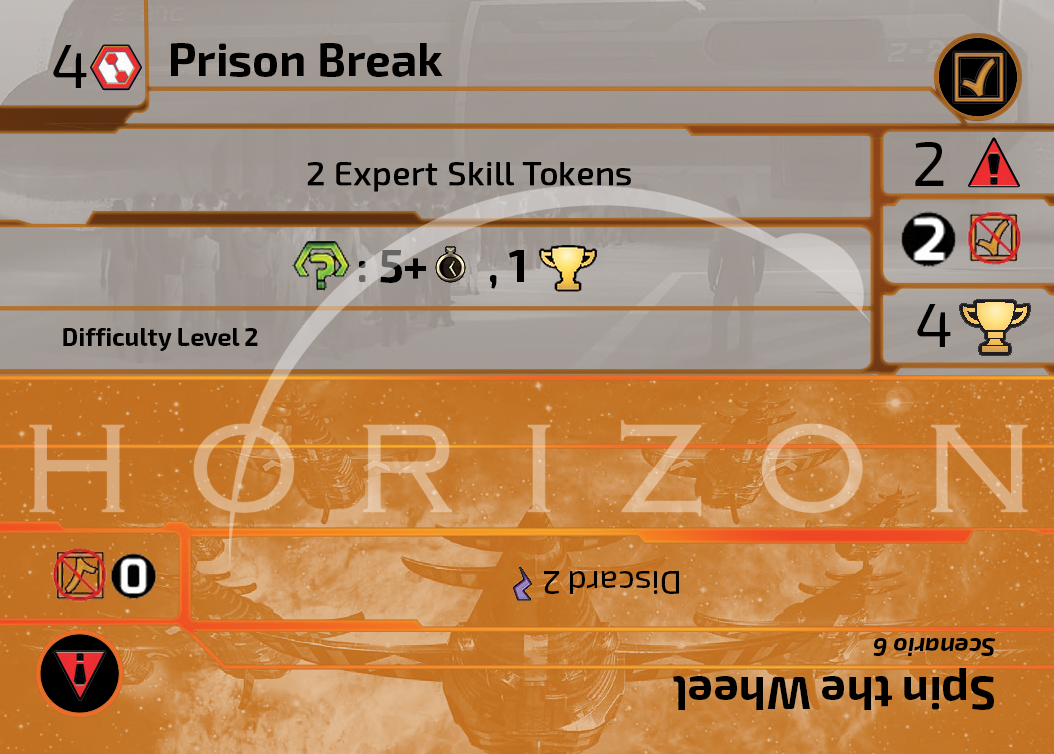 4
Prison Break
2 Expert Skill Tokens
2
2
: 5+ , 1
4
Difficulty Level 2
HORIZON
0
Discard 2
Scenario 6
Spin the Wheel